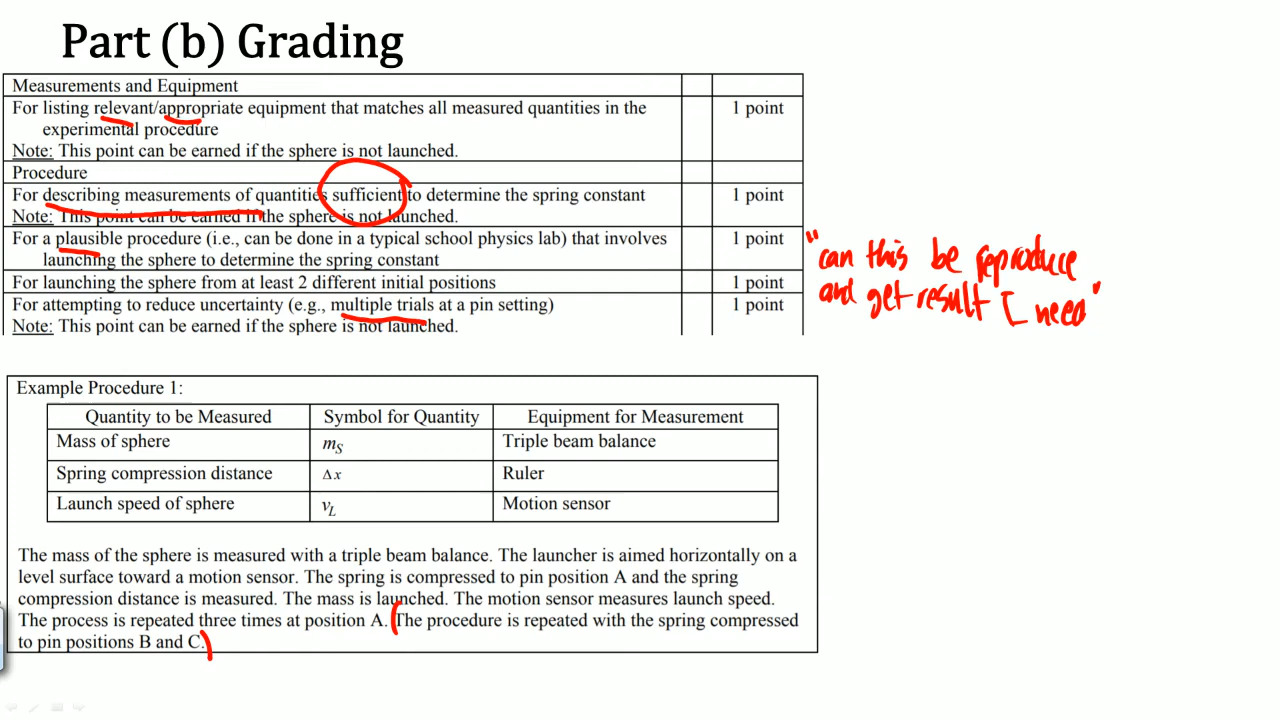 Part (b) Grading
Measurements and Equipment
For listing relevant/appropriate equipment that matches all measured quantities in the 1 point
experimental procedure
Note: This point can be earned if the sphere is not launched.
Procedure
For describing measurements of quantities sufficient to determine the spring constant 1 point
Note: This point can be earned if the sphere is not launched.
For a plausible procedure (i.e., can be done in a typical school physics lab) that involves 1 point
launching the sphere to determine the spring constant
For launching the sphere from at least 2 different initial positions 1 point
For attempting to reduce uncertainty (e.g., multiple trials at a pin setting) 1 point
Note: This point can be earned if the sphere is not launched.
"can this be reproduce
and get result I need"
Example Procedure 1:
Quantity to be Measured Symbol for Quantity Equipment for Measurement
Mass of sphere mS Triple beam balance
Spring compression distance Δx Ruler
Launch speed of sphere vL Motion sensor
The mass of the sphere is measured with a triple beam balance. The launcher is aimed horizontally on a
level surface toward a motion sensor. The spring is compressed to pin position A and the spring
compression distance is measured. The mass is launched. The motion sensor measures launch speed.
The process is repeated three times at position A. (The procedure is repeated with the spring compressed
to pin positions B and C.)